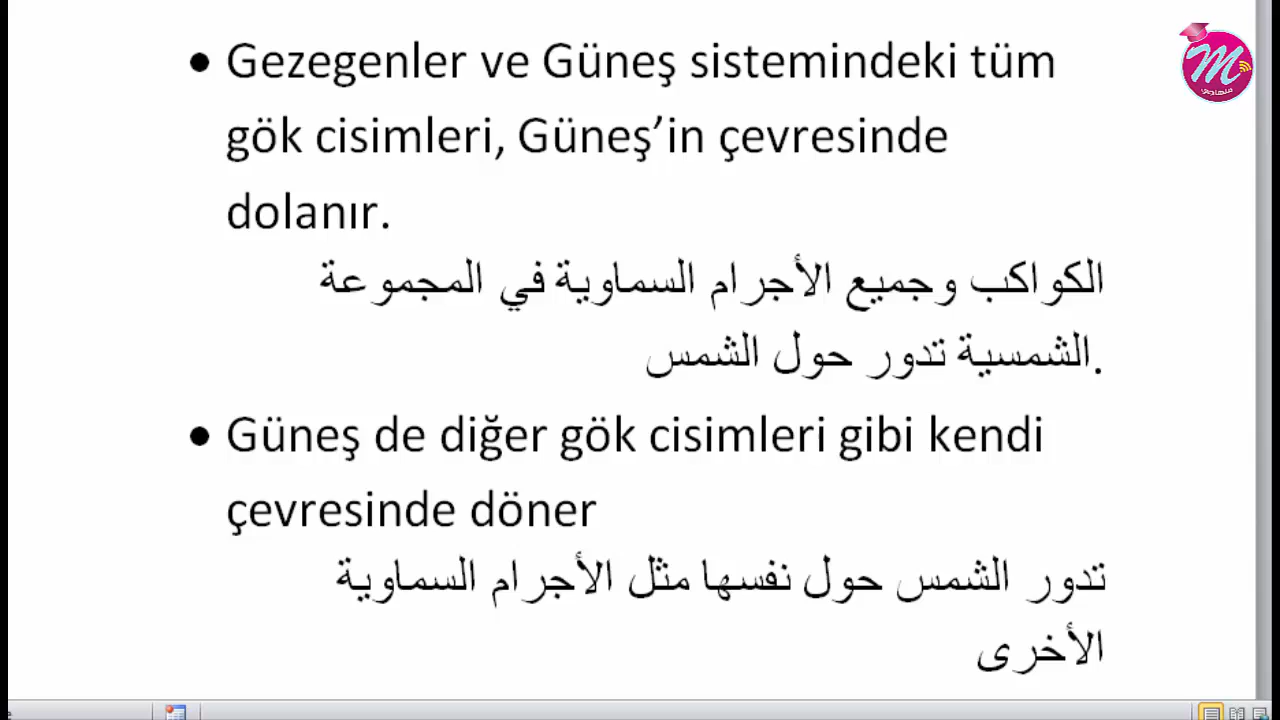 • Gezegenler ve Güneş sistemindeki tüm
gök cisimleri, Güneş’in çevresinde
dolanır.
الكواكب وجميع الأجرام السماوية في المجموعة
.الشمسية تدور حول الشمس
• Güneş de diğer gök cisimleri gibi kendi
çevresinde döner
تدور الشمس حول نفسها مثل الأجرام السماوية
الأخرى
M
منهاجي